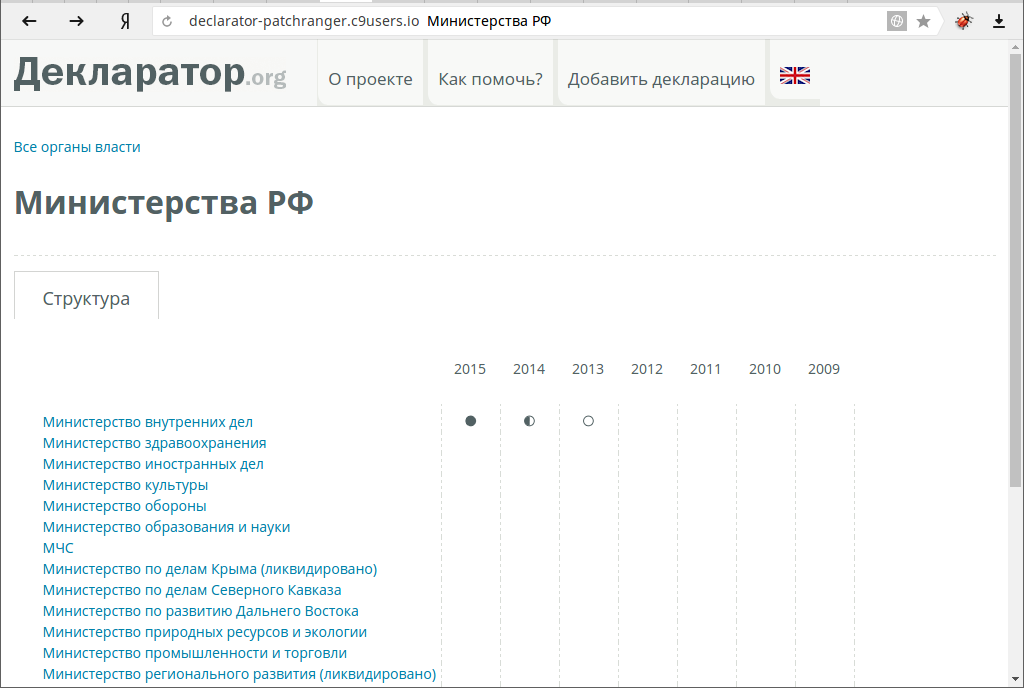 Я declarator-patchranger.c9users.io Министерства РФ
Декларатор.org О проекте Как помочь? Добавить декларацию
Все органы власти
Министерства РФ
Структура
2015 2014 2013 2012 2011 2010 2009
Министерство внутренних дел
Министерство здравоохранения
Министерство иностранных дел
Министерство культуры
Министерство обороны
Министерство образования и науки
МЧС
Министерство по делам Крыма (ликвидировано)
Министерство по делам Северного Кавказа
Министерство по развитию Дальнего Востока
Министерство природных ресурсов и экологии
Министерство промышленности и торговли
Министерство регионального развития (ликвидировано)